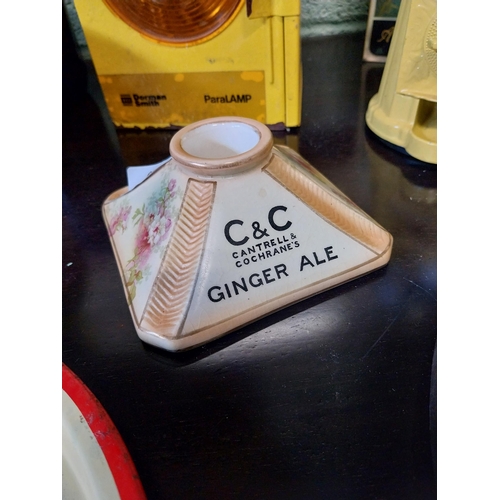 Dorman
Smith
ParaLAMP
C&C
CANTRELL &
COCHRANE'S
GINGER ALE